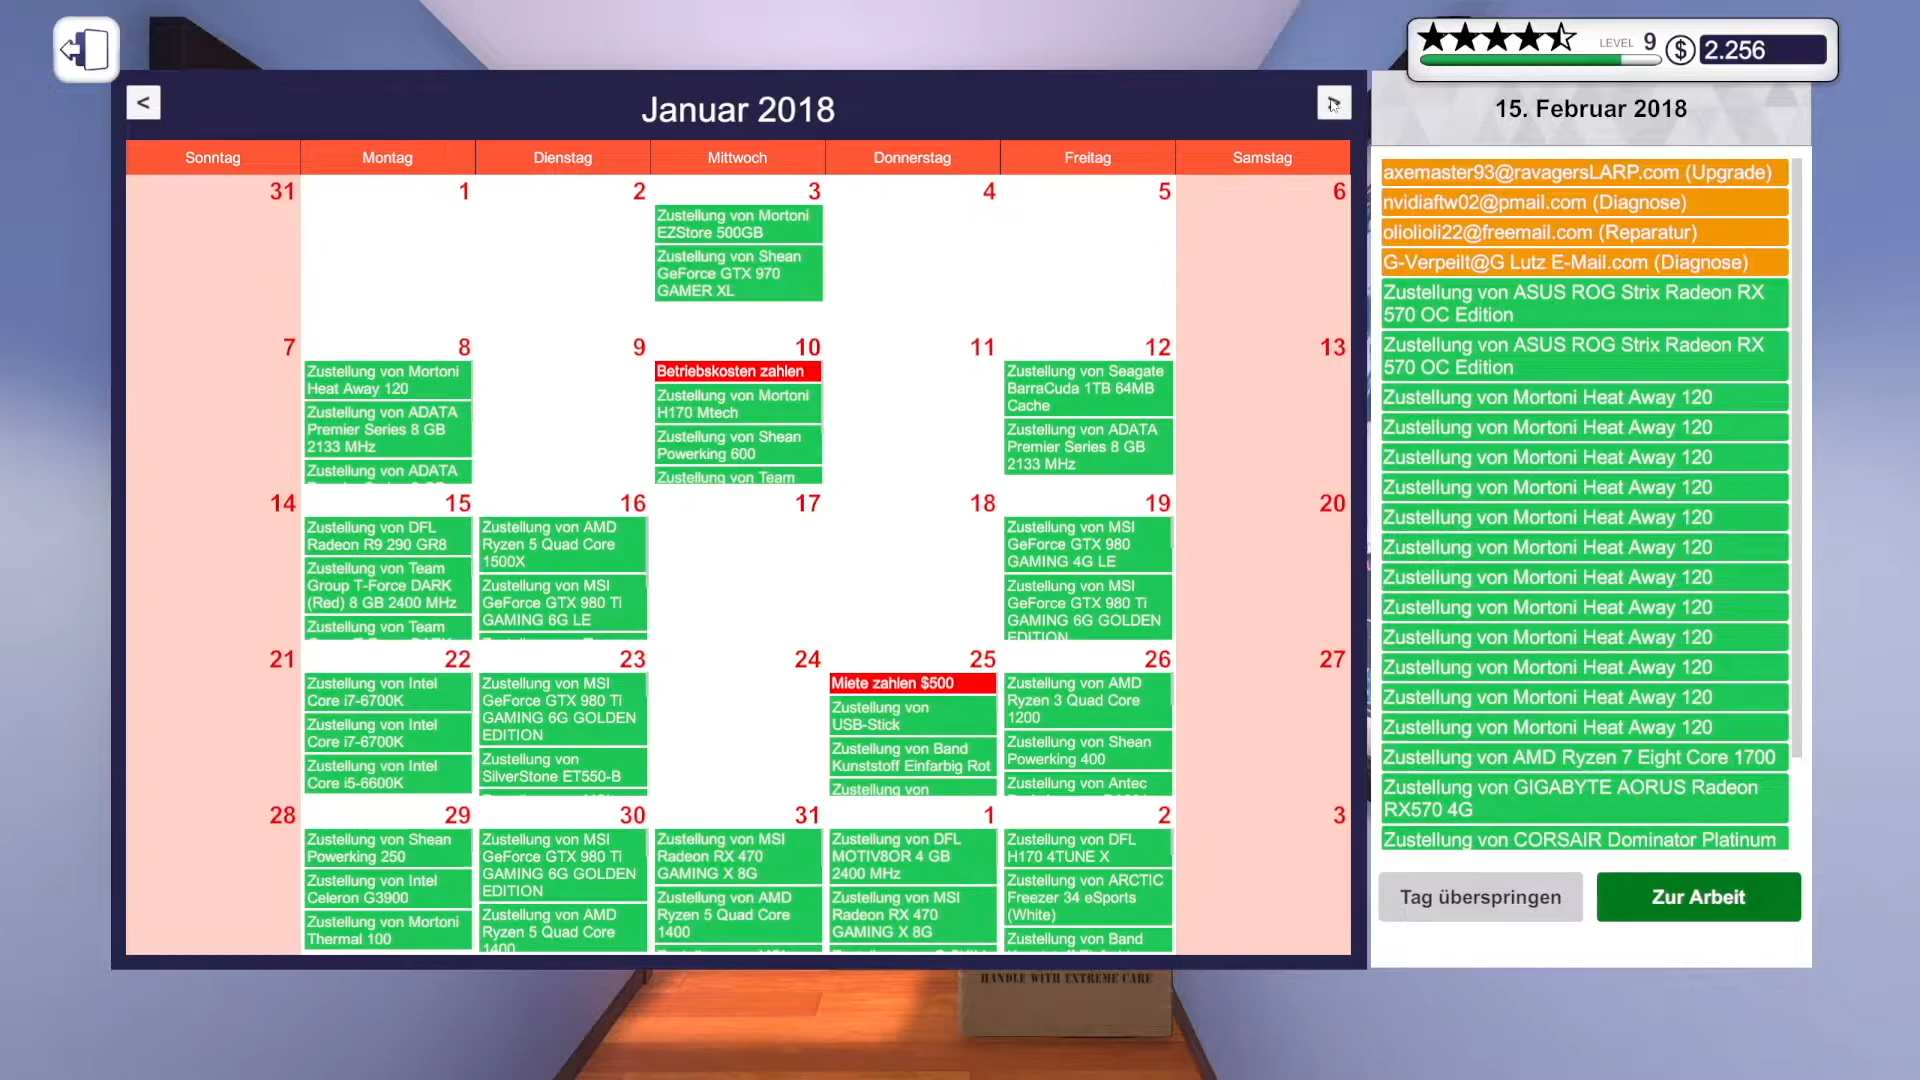 LEVEL 9
$ 2.256
<
Januar 2018
>
15. Februar 2018
Sonntag
Montag
Dienstag
Mittwoch
Donnerstag
Freitag
Samstag
31
1
2
3
Zustellung von Mortoni
EZStore 500GB
Zustellung von Shean
GeForce GTX 970
GAMER XL
4
5
6
7
8
Zustellung von Mortoni
Heat Away 120
Zustellung von ADATA
Premier Series 8 GB
2133 MHz
Zustellung von ADATA
9
10
Betriebskosten zahlen
Zustellung von Mortoni
H170 Mtech
Zustellung von Shean
Powerking 600
Zustellung von Team
11
12
Zustellung von Seagate
BarraCuda 1TB 64MB
Cache
Zustellung von ADATA
Premier Series 8 GB
2133 MHz
13
14
15
Zustellung von DFL
Radeon R9 290 GR8
Zustellung von Team
Group T-Force DARK
(Red) 8 GB 2400 MHz
Zustellung von Team
16
Zustellung von AMD
Ryzen 5 Quad Core
1500X
Zustellung von MSI
GeForce GTX 980 Ti
GAMING 6G LE
17
18
19
Zustellung von MSI
GeForce GTX 980
GAMING 4G LE
Zustellung von MSI
GeForce GTX 980 Ti
GAMING 6G GOLDEN
EDITION
20
21
22
Zustellung von Intel
Core i7-6700K
Zustellung von Intel
Core i7-6700K
Zustellung von Intel
Core i5-6600K
23
Zustellung von MSI
GeForce GTX 980 Ti
GAMING 6G GOLDEN
EDITION
Zustellung von
SilverStone ET550-B
24
25
Miete zahlen $500
Zustellung von
USB-Stick
Zustellung von Band
Kunststoff Einfarbig Rot
Zustellung von
26
Zustellung von AMD
Ryzen 3 Quad Core
1200
Zustellung von Shean
Powerking 400
Zustellung von Antec
27
28
29
Zustellung von Shean
Powerking 250
Zustellung von Intel
Celeron G3900
Zustellung von Mortoni
Thermal 100
30
Zustellung von MSI
GeForce GTX 980 Ti
GAMING 6G GOLDEN
EDITION
Zustellung von AMD
Ryzen 5 Quad Core
1400
31
Zustellung von MSI
Radeon RX 470
GAMING X 8G
Zustellung von AMD
Ryzen 5 Quad Core
1400
1
Zustellung von DFL
MOTIV8OR 4 GB
2400 MHz
Zustellung von MSI
Radeon RX 470
GAMING X 8G
2
Zustellung von DFL
H170 4TUNE X
Zustellung von ARCTIC
Freezer 34 eSports
(White)
Zustellung von Band
3
axemaster93@ravagersLARP.com (Upgrade)
nvidiaftw02@pmail.com (Diagnose)
oliolioli22@freemail.com (Reparatur)
G-Verpeilt@G Lutz E-Mail.com (Diagnose)
Zustellung von ASUS ROG Strix Radeon RX
570 OC Edition
Zustellung von ASUS ROG Strix Radeon RX
570 OC Edition
Zustellung von Mortoni Heat Away 120
Zustellung von Mortoni Heat Away 120
Zustellung von Mortoni Heat Away 120
Zustellung von Mortoni Heat Away 120
Zustellung von Mortoni Heat Away 120
Zustellung von Mortoni Heat Away 120
Zustellung von Mortoni Heat Away 120
Zustellung von Mortoni Heat Away 120
Zustellung von Mortoni Heat Away 120
Zustellung von Mortoni Heat Away 120
Zustellung von Mortoni Heat Away 120
Zustellung von Mortoni Heat Away 120
Zustellung von AMD Ryzen 7 Eight Core 1700
Zustellung von GIGABYTE AORUS Radeon
RX570 4G
Zustellung von CORSAIR Dominator Platinum
Tag überspringen
Zur Arbeit
HANDLE WITH EXTREME CARE